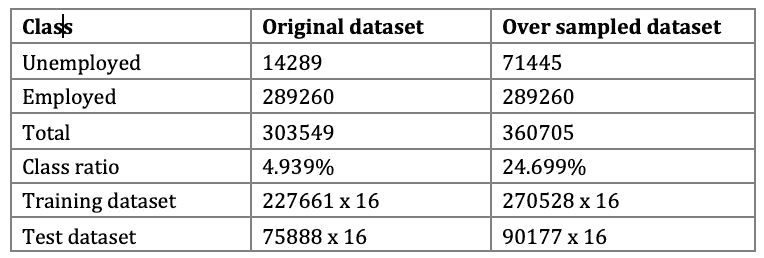 Class Original dataset Over sampled dataset
Unemployed 14289 71445
Employed 289260 289260
Total 303549 360705
Class ratio 4.939% 24.699%
Training dataset 227661 x 16 270528 x 16
Test dataset 75888 x 16 90177 x 16